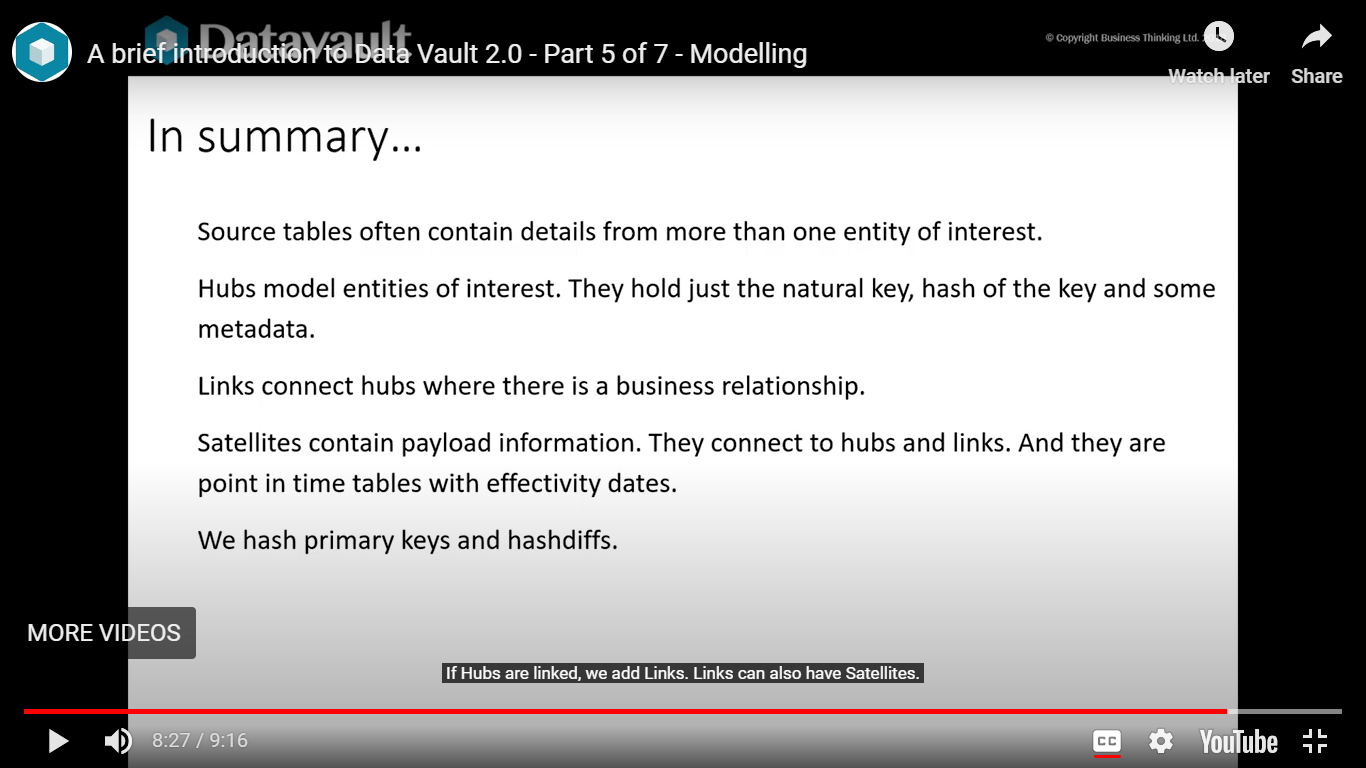 Datavault
A brief introduction to Data Vault 2.0 - Part 5 of 7 - Modelling
© Copyright Business Thinking Ltd.
Watch later
Share
In summary...
Source tables often contain details from more than one entity of interest.
Hubs model entities of interest. They hold just the natural key, hash of the key and some
metadata.
Links connect hubs where there is a business relationship.
Satellites contain payload information. They connect to hubs and links. And they are
point in time tables with effectivity dates.
We hash primary keys and hashdiffs.
MORE VIDEOS
If Hubs are linked, we add Links. Links can also have Satellites.
8:27 / 9:16
CC
YouTube